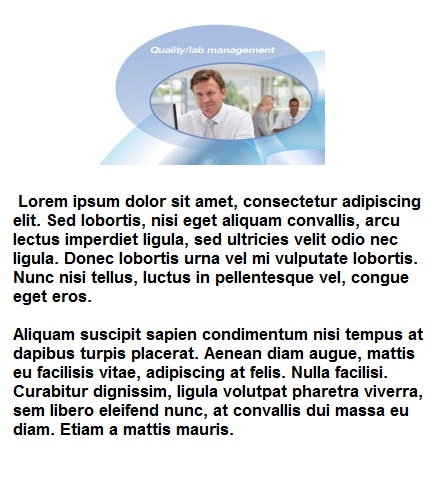 Quality/lab management
Lorem ipsum dolor sit amet, consectetur adipiscing
elit. Sed lobortis, nisi eget aliquam convallis, arcu
lectus imperdiet ligula, sed ultricies velit odio nec
ligula. Donec lobortis urna vel mi vulputate lobortis.
Nunc nisi tellus, luctus in pellentesque vel, congue
eget eros.
Aliquam suscipit sapien condimentum nisi tempus at
dapibus turpis placerat. Aenean diam augue, mattis
eu facilisis vitae, adipiscing at felis. Nulla facilisi.
Curabitur dignissim, ligula volutpat pharetra viverra,
sem libero eleifend nunc, at convallis dui massa eu
diam. Etiam a mattis mauris.